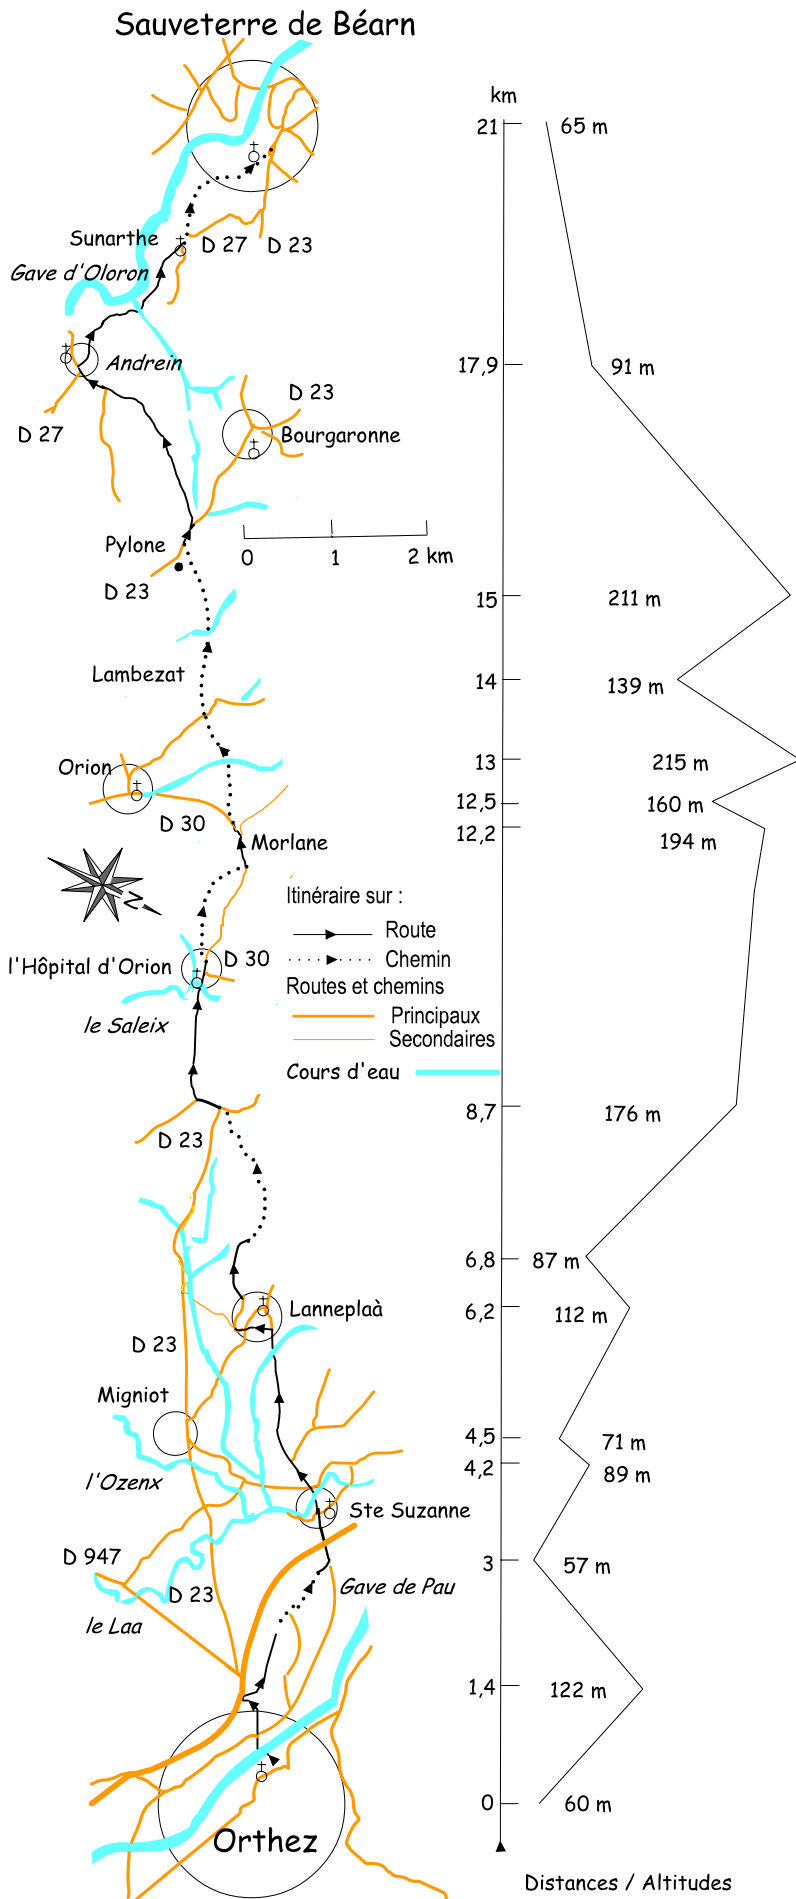 Sauveterre de Béarn
km
21
65 m
Sunarthe
D 27
D 23
Gave d'Oloron
Andrein
17,9
91 m
D 23
D 27
Bourgaronne
Pylone
0
1
2 km
D 23
15
211 m
Lambezat
14
139 m
Orion
13
215 m
12,5
160 m
D 30
12,2
194 m
Morlane
N
Itinéraire sur :
Route
Chemin
l'Hôpital d'Orion
D 30
Routes et chemins
Principaux
le Saleix
Secondaires
Cours d'eau
8,7
176 m
D 23
6,8
87 m
Lanneplaà
6,2
112 m
D 23
Migniot
4,5
71 m
4,2
89 m
l'Ozenx
Ste Suzanne
D 947
3
57 m
D 23
Gave de Pau
le Laa
1,4
122 m
0
60 m
Orthez
Distances / Altitudes